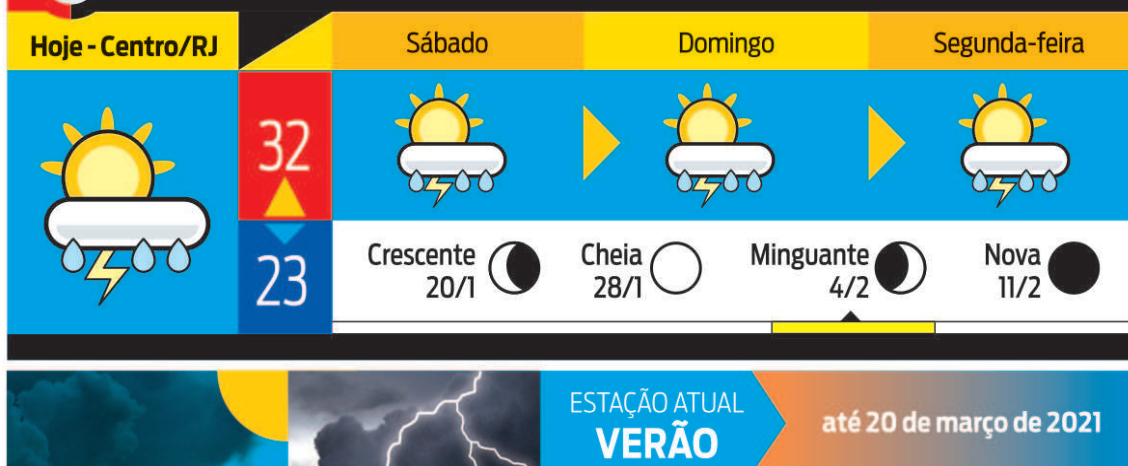 Hoje - Centro/RJ
Sábado
Domingo
Segunda-feira
32
23
Crescente
20/1
Cheia
28/1
Minguante
4/2
Nova
11/2
ESTAÇÃO ATUAL
VERÃO
até 20 de março de 2021